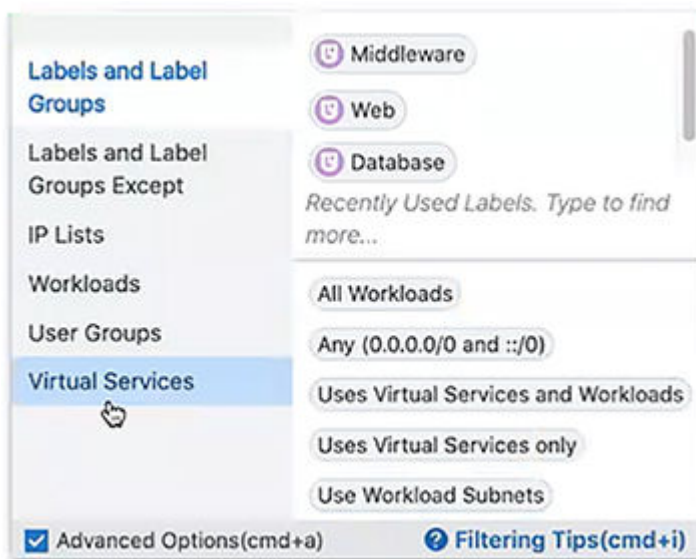 Labels and Label
Groups
Labels and Label
Groups Except
IP Lists
Workloads
User Groups
Virtual Services
Middleware
Web
Database
Recently Used Labels. Type to find
more...
All Workloads
Any (0.0.0.0/0 and ::/0)
Uses Virtual Services and Workloads
Uses Virtual Services only
Use Workload Subnets
Advanced Options(cmd+a)
Filtering Tips(cmd+i)